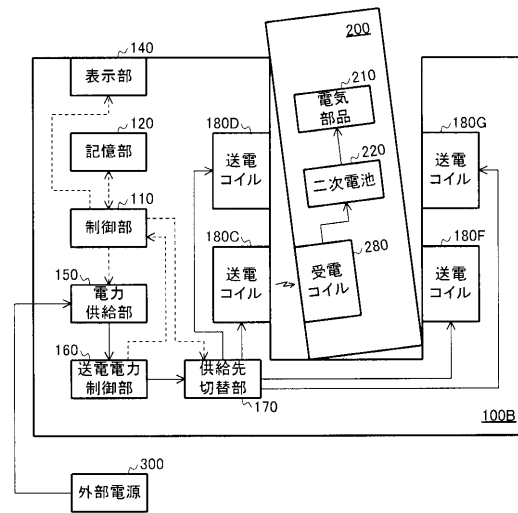 200
140
表示部
210
電気
部品
120
記憶部
180D
送電
コイル
180G
送電
コイル
220
二次電池
110
制御部
180C
送電
コイル
280
受電
コイル
180F
送電
コイル
150
電力
供給部
160
送電電力
制御部
供給先
切替部
170
100B
300
外部電源